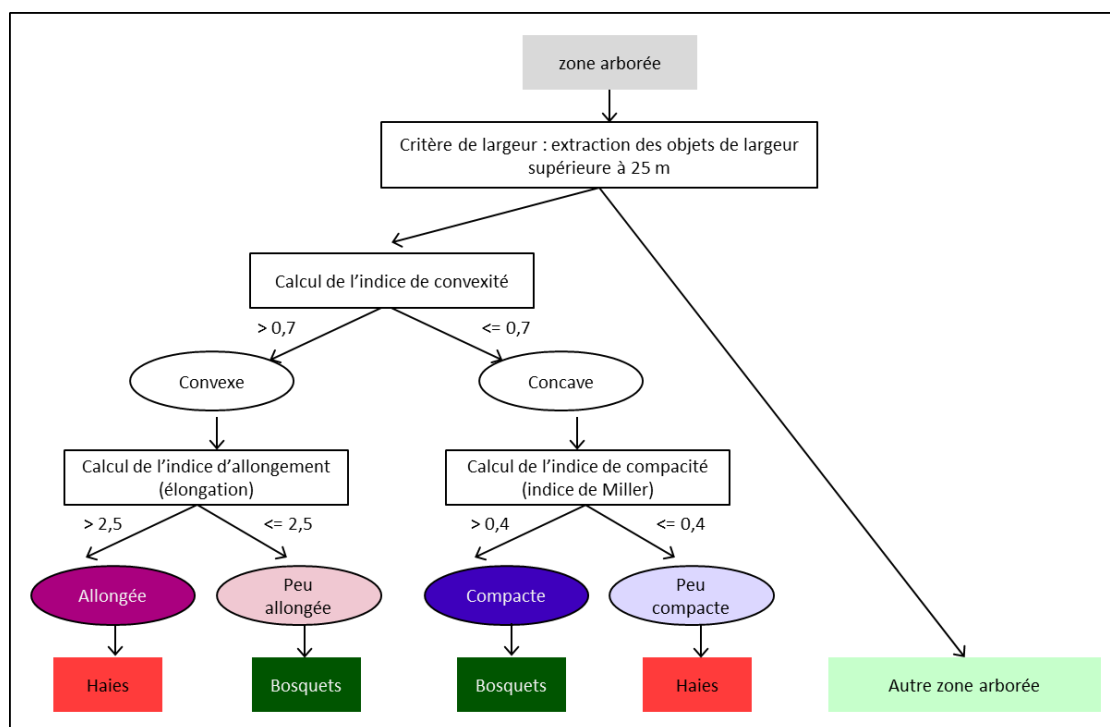 zone arborée
Critère de largeur : extraction des objets de largeur
supérieure à 25 m
Calcul de l’indice de convexité
> 0,7
<= 0,7
Convexe
Concave
Calcul de l’indice d’allongement
(élongation)
Calcul de l’indice de compacité
(indice de Miller)
> 2,5
<= 2,5
> 0,4
<= 0,4
Allongée
Peu
allongée
Compacte
Peu
compacte
Haies
Bosquets
Bosquets
Haies
Autre zone arborée